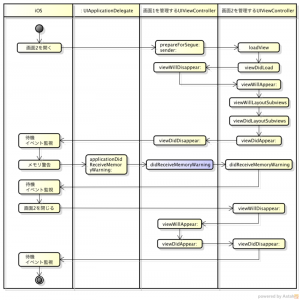 iOS
UIApplicationDelegate
画面1を管理するUIViewController
画面2を管理するUIViewController
画面2を開く
prepareForSegue
sender:
loadView
viewWillDisappear:
viewDidLoad
viewWillAppear:
viewWillLayoutSubviews
viewDidLayoutSubviews
待機
イベント監視
viewDidDisappear:
viewDidAppear:
メモリ警告
applicationDid
ReceiveMemor
yWarning:
didReceiveMemoryWarning
didReceiveMemoryWarning
待機
イベント監視
画面2を閉じる
viewWillDisappear:
viewWillAppear:
viewDidAppear:
viewDidDisappear:
待機
イベント監視
powered by Astah